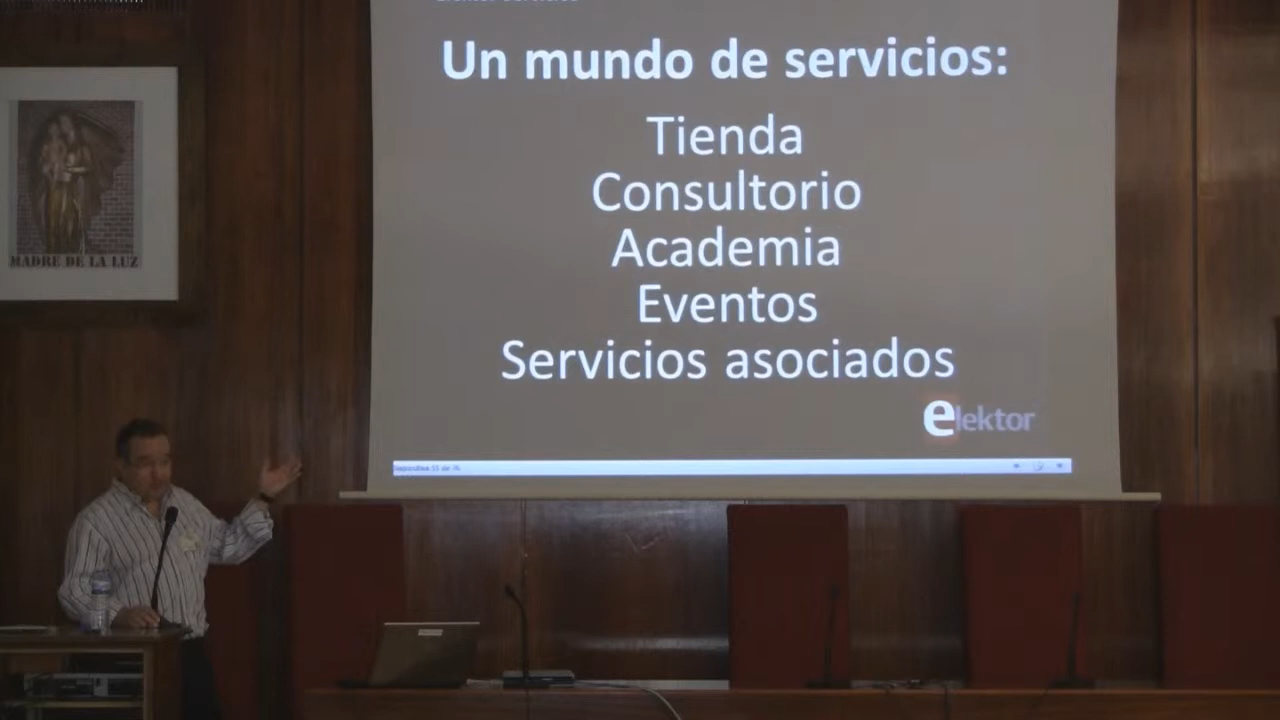 Un mundo de servicios:
Tienda
Consultorio
Academia
Eventos
Servicios asociados
elektor
MADRE DE LA LUZ